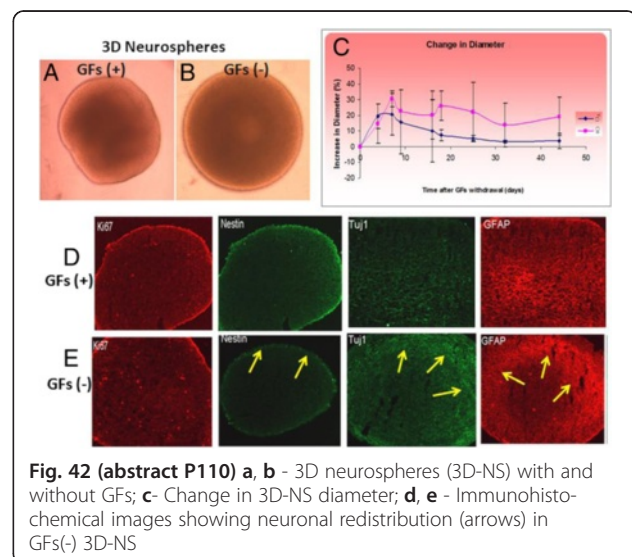 3D Neurospheres
A GFs (+)
B GFs (-)
C Change in Diameter
Increase in Diameter (%)
50
40
30
20
10
0
-10
-20
0 10 20 30 40 50
Time after GFs withdrawal (days)
D
GFs (+)
Ki67
Nestin
Tuj1
GFAP
E
GFs (-)
Ki67
Nestin
Tuj1
GFAP
Fig. 42 (abstract P110) a, b - 3D neurospheres (3D-NS) with and
without GFs; c- Change in 3D-NS diameter; d, e - Immunohisto-
chemical images showing neuronal redistribution (arrows) in
GFs(-) 3D-NS